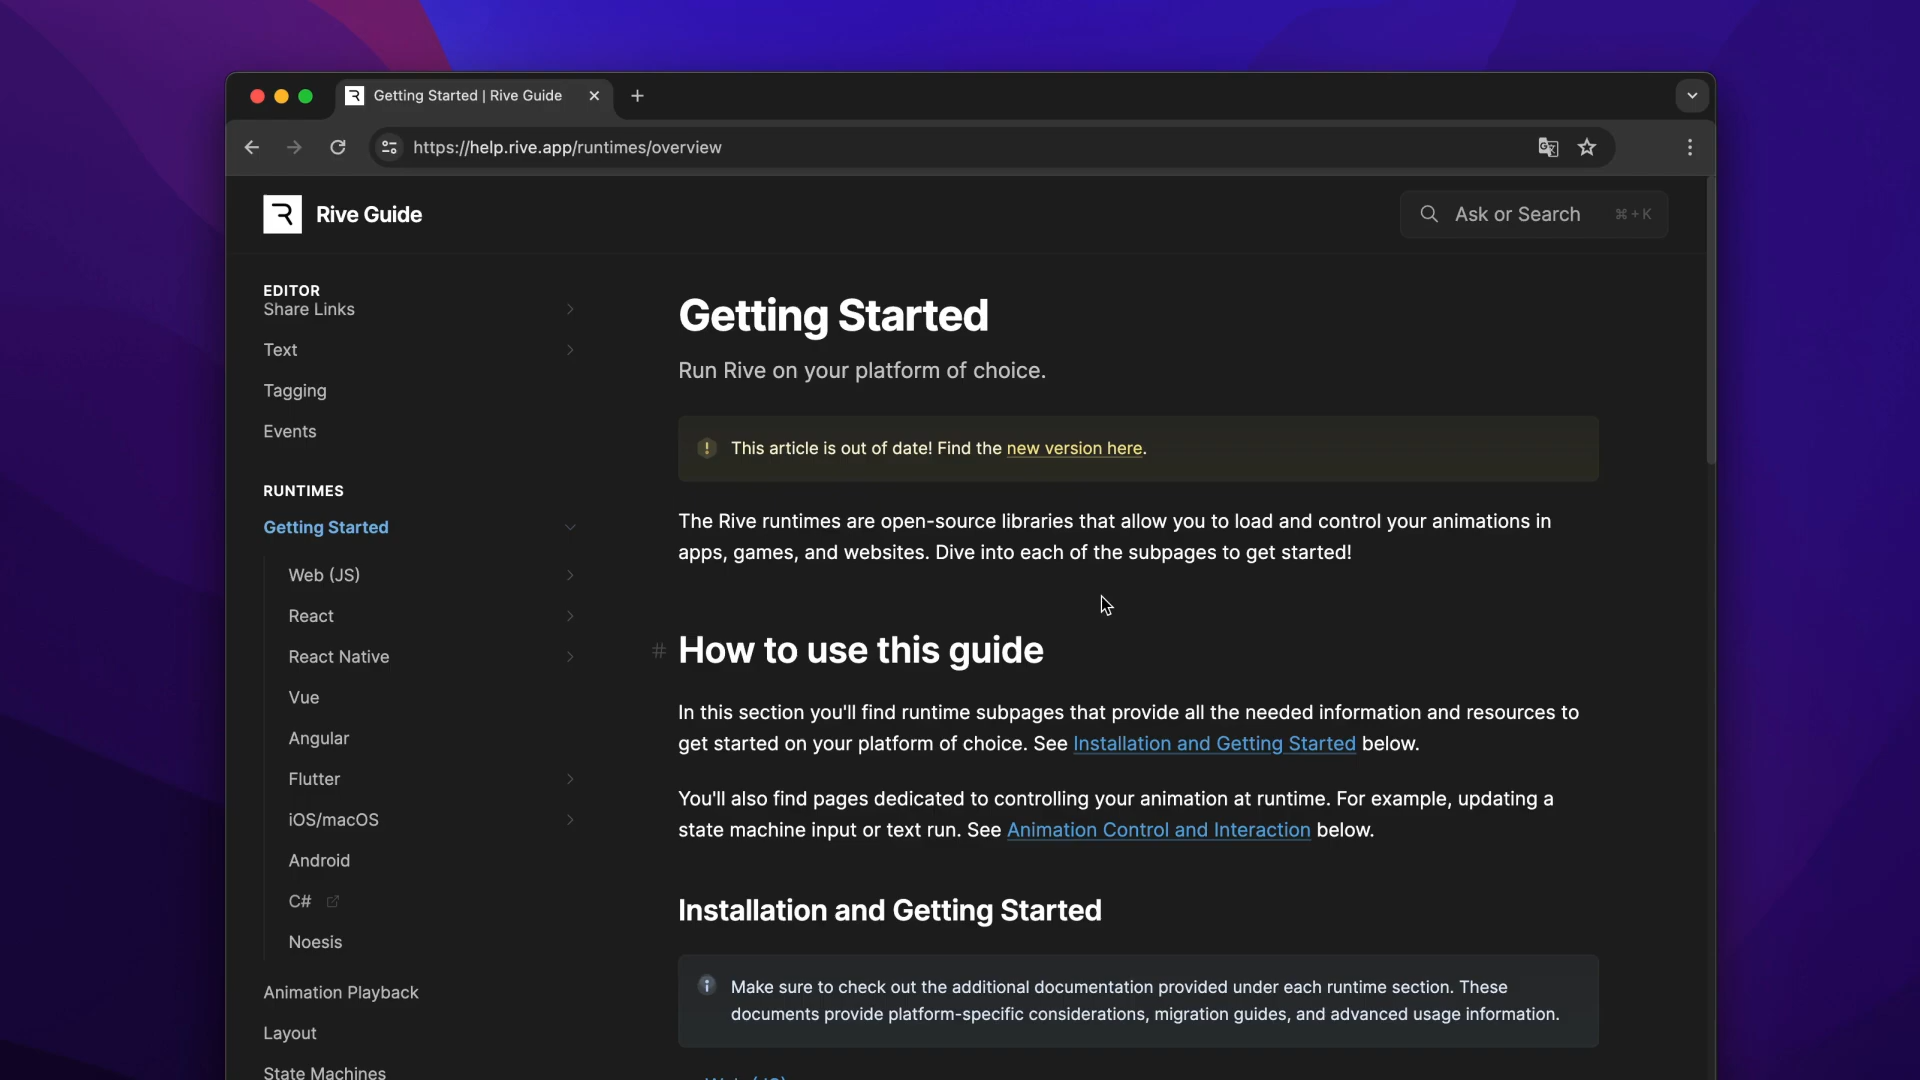 Getting Started | Rive Guide
https://help.rive.app/runtimes/overview
Rive Guide
Ask or Search ⌘+K
EDITOR
Share Links
Text
Tagging
Events
RUNTIMES
Getting Started
Web (JS)
React
React Native
Vue
Angular
Flutter
iOS/macOS
Android
C#
Noesis
Animation Playback
Layout
State Machines
Getting Started
Run Rive on your platform of choice.
This article is out of date! Find the new version here.
The Rive runtimes are open-source libraries that allow you to load and control your animations in
apps, games, and websites. Dive into each of the subpages to get started!
# How to use this guide
In this section you'll find runtime subpages that provide all the needed information and resources to
get started on your platform of choice. See Installation and Getting Started below.
You'll also find pages dedicated to controlling your animation at runtime. For example, updating a
state machine input or text run. See Animation Control and Interaction below.
Installation and Getting Started
Make sure to check out the additional documentation provided under each runtime section. These
documents provide platform-specific considerations, migration guides, and advanced usage information.